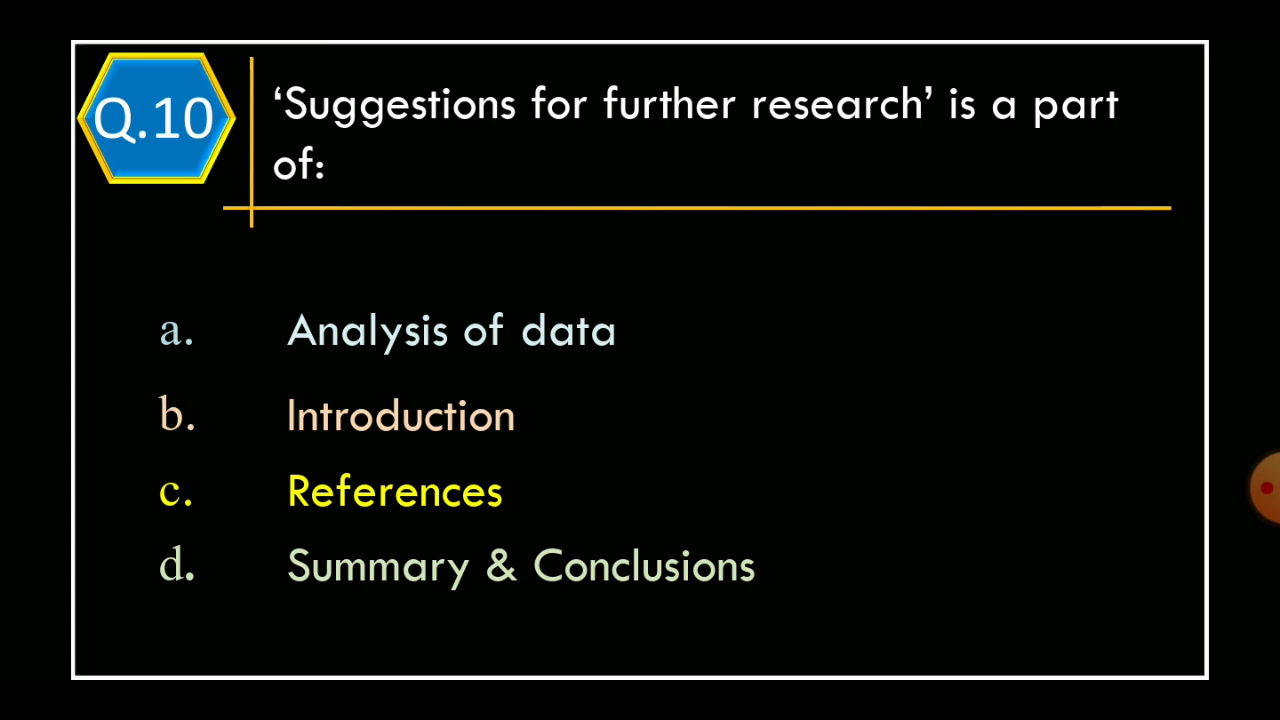 Q.10
‘Suggestions for further research’ is a part
of:
a. Analysis of data
b. Introduction
c. References
d. Summary & Conclusions